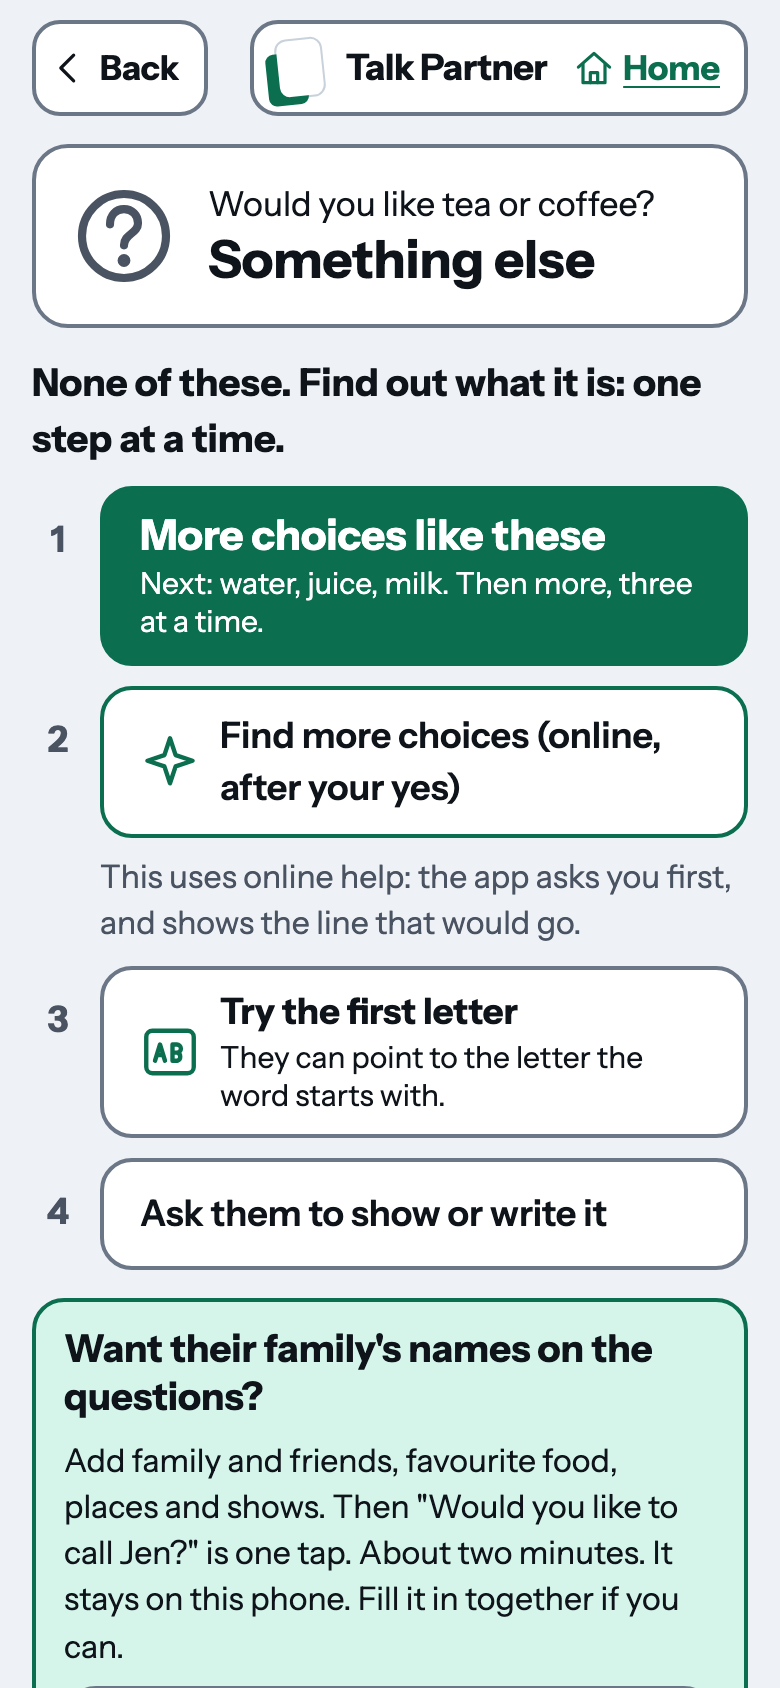 Back
Talk Partner
Home
Would you like tea or coffee?
Something else
None of these. Find out what it is: one
step at a time.
1
More choices like these
Next: water, juice, milk. Then more, three
at a time.
2
Find more choices (online,
after your yes)
This uses online help: the app asks you first,
and shows the line that would go.
3
AB
Try the first letter
They can point to the letter the
word starts with.
4
Ask them to show or write it
Want their family's names on the
questions?
Add family and friends, favourite food,
places and shows. Then "Would you like to
call Jen?" is one tap. About two minutes. It
stays on this phone. Fill it in together if you
can.